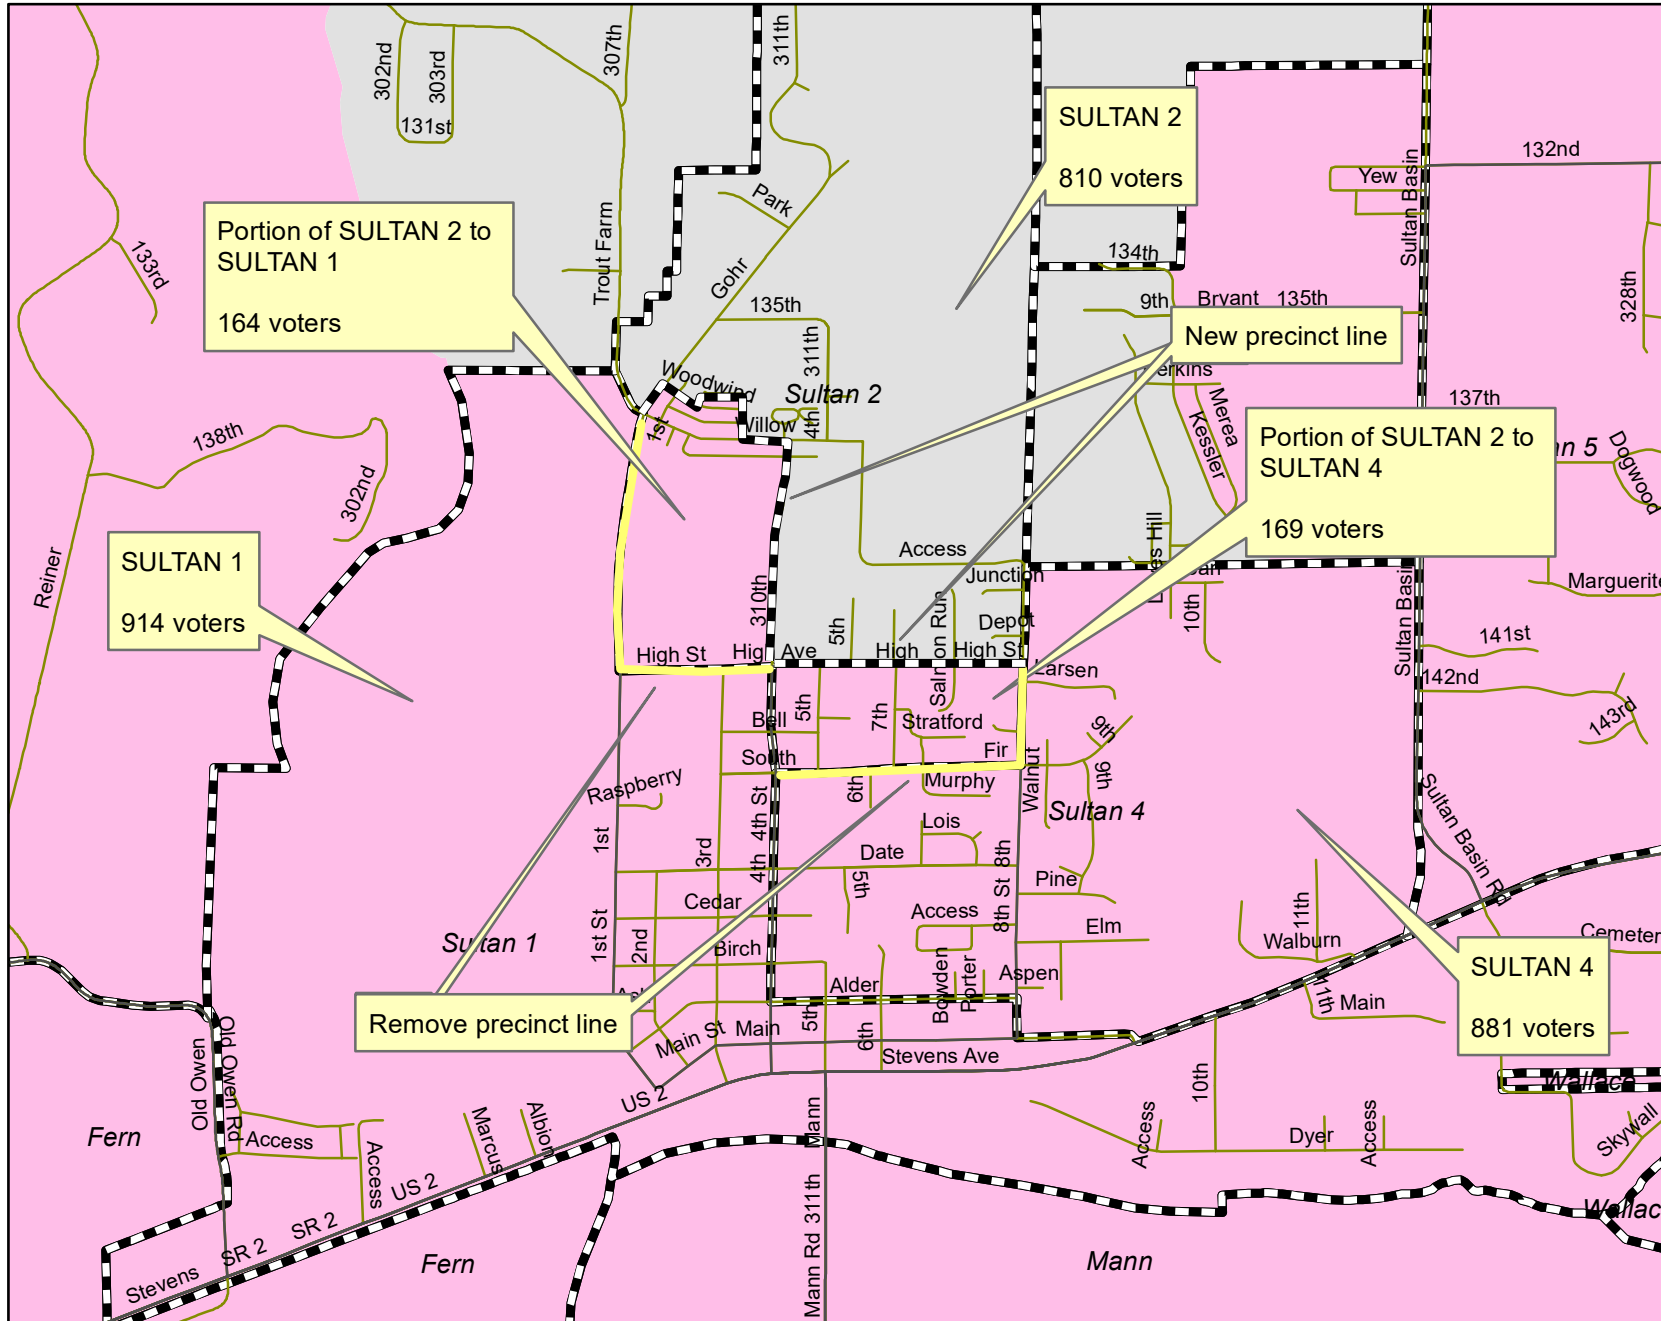 302nd
303rd
131st
307th
311th
SULTAN 2
810 voters
132nd
Yew
Sultan Basin
Park
Portion of SULTAN 2 to
SULTAN 1
164 voters
133rd
Trout Farm
Gohr
134th
135th
9th
Bryant
135th
328th
New precinct line
311th
Woodwind
Sultan 2
Willow
4th
1st
Merea
Kessler
137th
Portion of SULTAN 2 to
SULTAN 4
169 voters
Dogwood
138th
302nd
Reiner
SULTAN 1
914 voters
Access
Junction
310th
5th
Salmon Run
Depot
10th
Marguerite
Sultan Basin
141st
High St
Ave
High
High St
Larsen
142nd
143rd
5th
7th
Bell
Stratford
Fir
9th
9th
South
Raspberry
6th
Murphy
Walnut
Sultan 4
Sultan Basin Rd
1st
3rd
4th St
4th
Lois
Date
8th
5th
Pine
Cedar
Access
8th St
Elm
11th
Walburn
Cemeter
1st St
2nd
Sultan 1
Birch
Aspen
SULTAN 4
881 voters
Alder
Bowden
Porter
11th
Main
Remove precinct line
Main St
Main
5th
6th
Stevens Ave
Old Owen
Old Owen Rd
US 2
Mann
10th
Wallace
Fern
Access
Access
Marcus
Albion
Access
Dyer
Access
Skywall
US 2
SR 2
SR 2
Stevens
Fern
Mann Rd
311th
Mann
Wallac